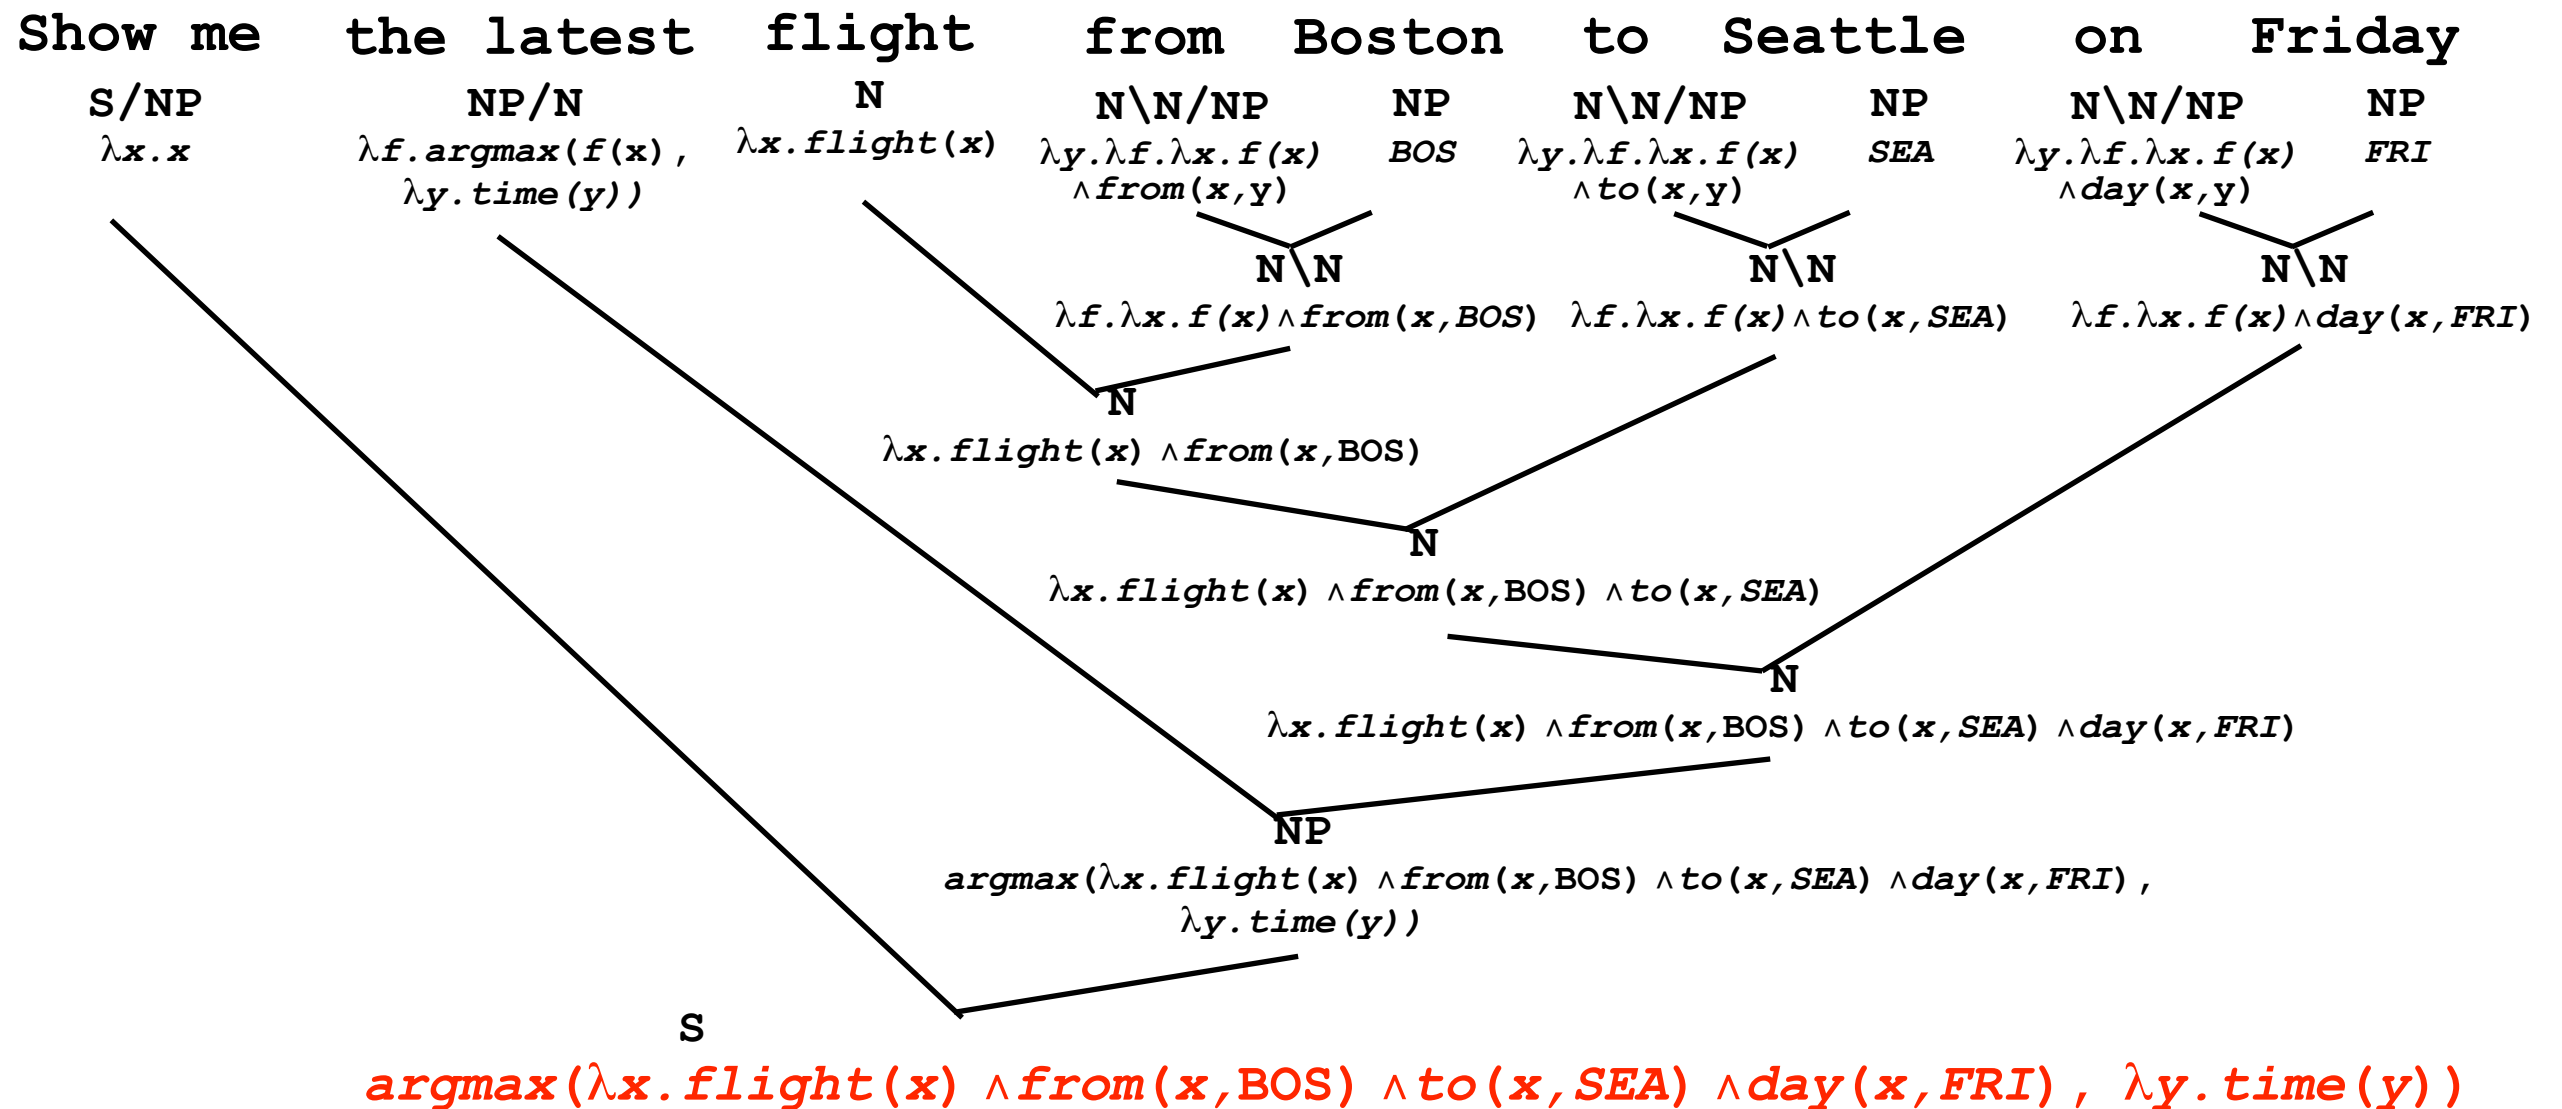 Show me the latest flight from Boston to Seattle on Friday
S/NP NP/N N N\N/NP NP N\N/NP NP N\N/NP NP
λx.x λf.argmax(f(x), λx.flight(x) λy.λf.λx.f(x) BOS λy.λf.λx.f(x) SEA λy.λf.λx.f(x) FRI
λy.time(y)) ∧from(x,y) ∧to(x,y) ∧day(x,y)
N\N N\N N\N
λf.λx.f(x)∧from(x,BOS) λf.λx.f(x)∧to(x,SEA) λf.λx.f(x)∧day(x,FRI)
N
λx.flight(x) ∧from(x,BOS)
N
λx.flight(x) ∧from(x,BOS) ∧to(x,SEA)
N
λx.flight(x) ∧from(x,BOS) ∧to(x,SEA) ∧day(x,FRI)
NP
argmax(λx.flight(x) ∧from(x,BOS) ∧to(x,SEA) ∧day(x,FRI),
λy.time(y))
S
argmax(λx.flight(x) ∧from(x,BOS) ∧to(x,SEA) ∧day(x,FRI), λy.time(y))